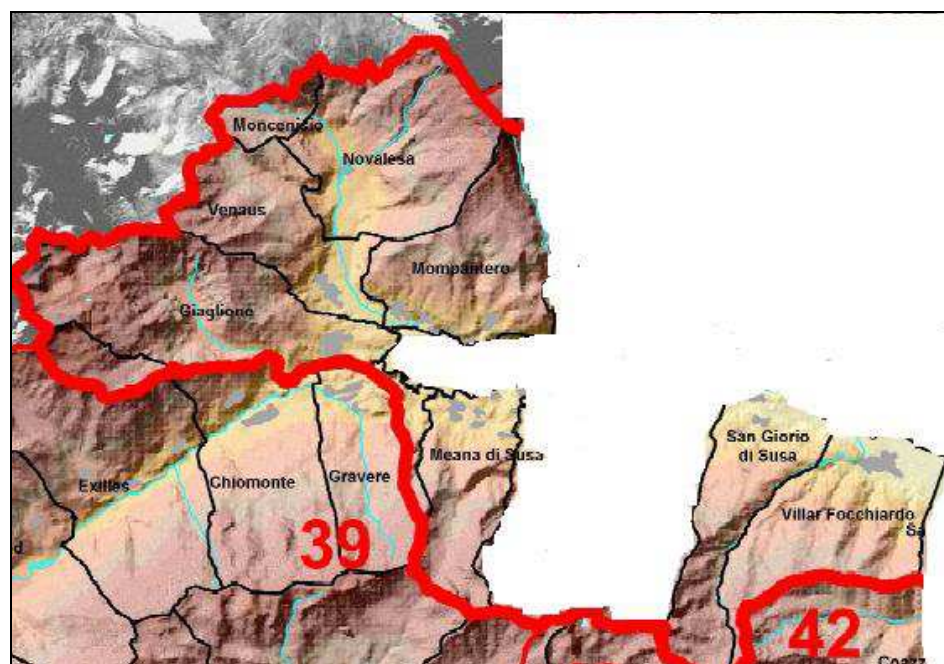 Moncenisio
Novalesa
Venaus
Mompantero
Giaglione
San Giorio
di Susa
Meana di Susa
Exilles
Chiomonte
Gravere
Villar Focchiardo
39
42